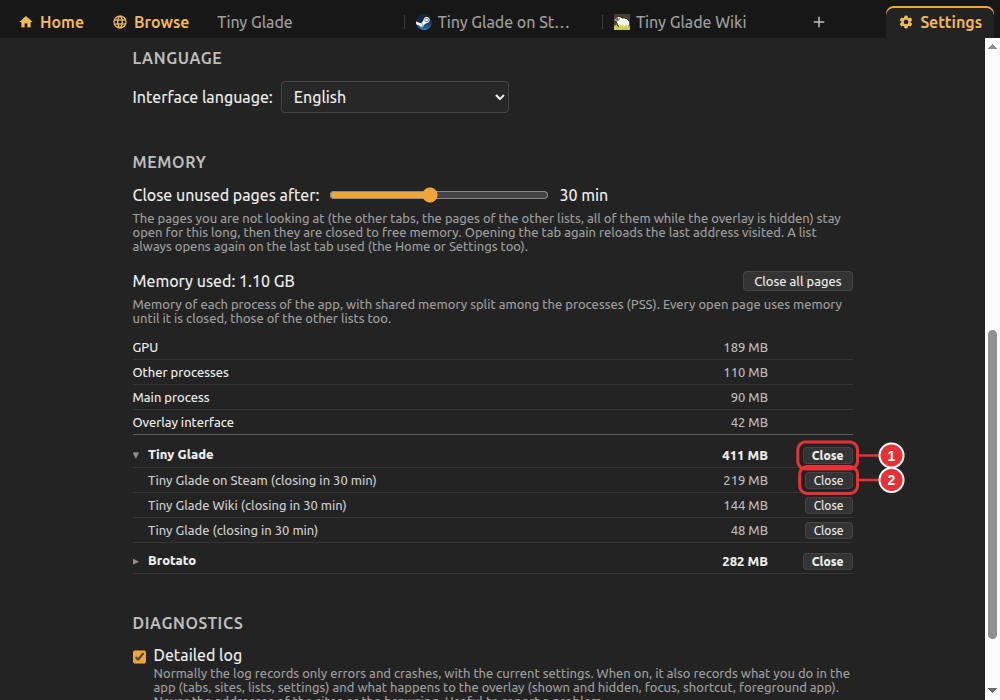 Home
Browse
Tiny Glade
Tiny Glade on St...
Tiny Glade Wiki
+
Settings
LANGUAGE
Interface language: English
MEMORY
Close unused pages after: 30 min
The pages you are not looking at (the other tabs, the pages of the other lists, all of them while the overlay is hidden) stay
open for this long, then they are closed to free memory. Opening the tab again reloads the last address visited. A list
always opens again on the last tab used (the Home or Settings too).
Memory used: 1.10 GB
Close all pages
Memory of each process of the app, with shared memory split among the processes (PSS). Every open page uses memory
until it is closed, those of the other lists too.
GPU 189 MB
Other processes 110 MB
Main process 90 MB
Overlay interface 42 MB
Tiny Glade 411 MB Close 1
Tiny Glade on Steam (closing in 30 min) 219 MB Close 2
Tiny Glade Wiki (closing in 30 min) 144 MB Close
Tiny Glade (closing in 30 min) 48 MB Close
Brotato 282 MB Close
DIAGNOSTICS
Detailed log
Normally the log records only errors and crashes, with the current settings. When on, it also records what you do in the
app (tabs, sites, lists, settings) and what happens to the overlay (shown and hidden, focus, shortcut, foreground app).